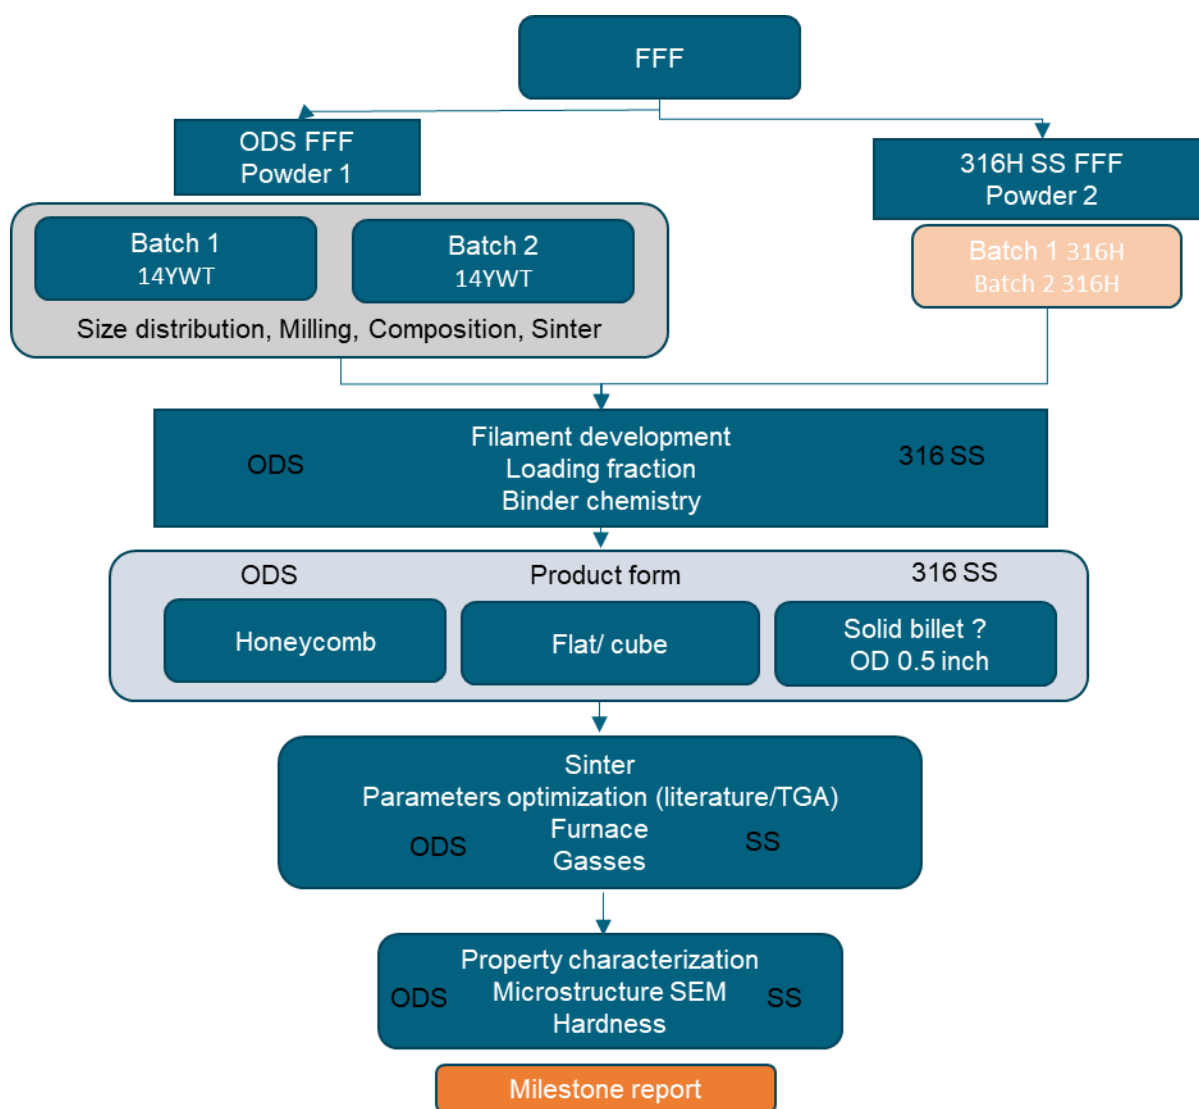 FFF
ODS FFF
Powder 1
316H SS FFF
Powder 2
Batch 1
14YWT
Batch 2
14YWT
Batch 1 316H
Batch 2 316H
Size distribution, Milling, Composition, Sinter
Filament development
Loading fraction
Binder chemistry
ODS
316 SS
ODS
Product form
316 SS
Honeycomb
Flat/ cube
Solid billet ?
OD 0.5 inch
Sinter
Parameters optimization (literature/TGA)
Furnace
Gasses
ODS
SS
Property characterization
Microstructure SEM
Hardness
ODS
SS
Milestone report